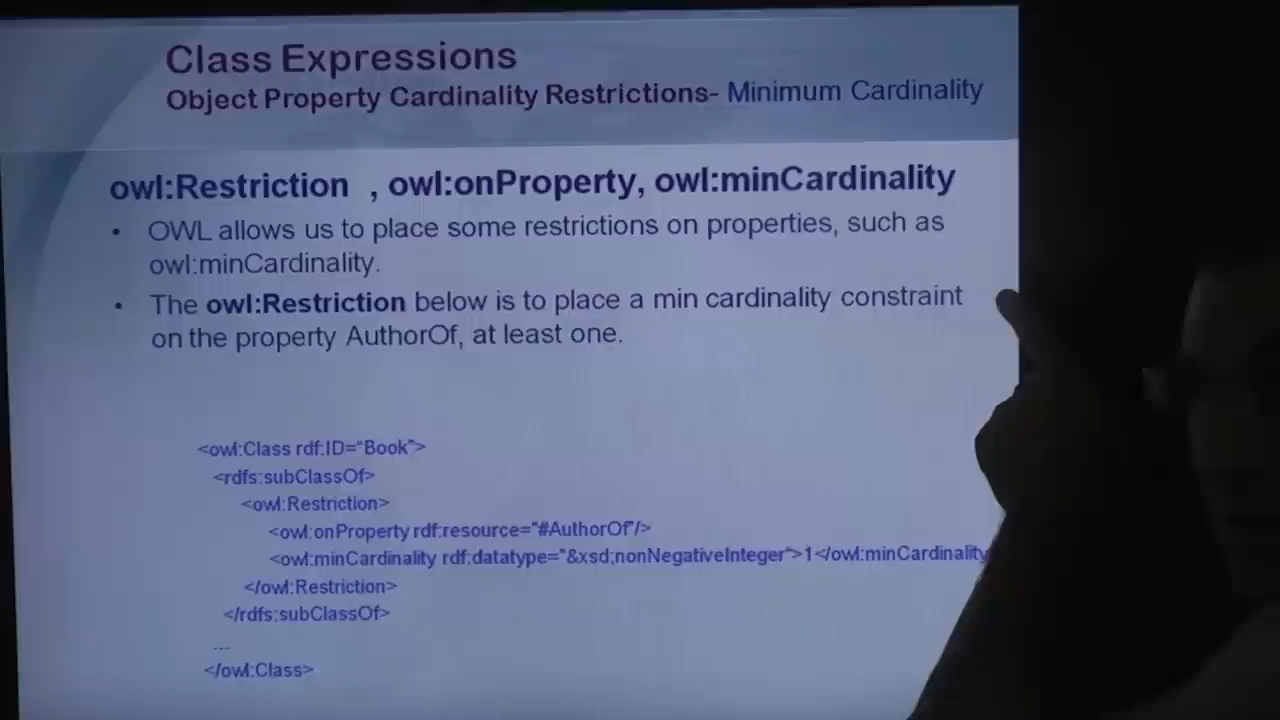 Class Expressions
Object Property Cardinality Restrictions- Minimum Cardinality
owl:Restriction , owl:onProperty, owl:minCardinality
• OWL allows us to place some restrictions on properties, such as
owl:minCardinality.
• The owl:Restriction below is to place a min cardinality constraint
on the property AuthorOf, at least one.
<owl:Class rdf:ID="Book">
<rdfs:subClassOf>
<owl:Restriction>
<owl:onProperty rdf:resource="#AuthorOf"/>
<owl:minCardinality rdf:datatype="&xsd;nonNegativeInteger">1</owl:minCardinality
</owl:Restriction>
</rdfs:subClassOf>
...
</owl:Class>